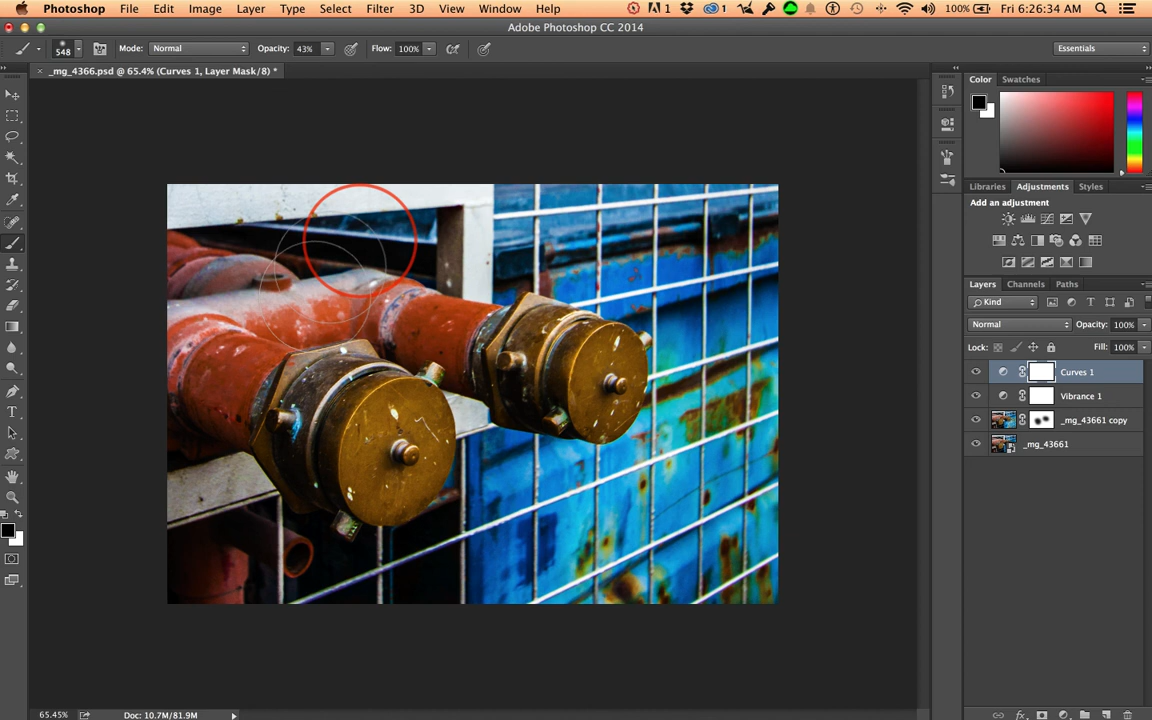 Photoshop File Edit Image Layer Type Select Filter 3D View Window Help 1 1 100% Fri 6:26:34 AM
Adobe Photoshop CC 2014
548 Mode: Normal Opacity: 43% Flow: 100% Essentials
× _mg_4366.psd @ 65.4% (Curves 1, Layer Mask/8) *
Color Swatches
Libraries Adjustments Styles
Add an adjustment
Layers Channels Paths
Kind
Normal Opacity: 100%
Lock: Fill: 100%
Curves 1
Vibrance 1
_mg_43661 copy
_mg_43661
65.45% Doc: 10.7M/81.9M